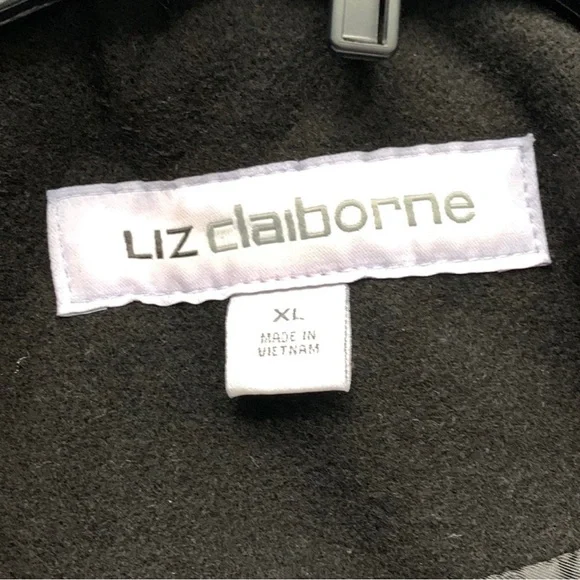 LIZ claiborne
XL
MADE IN
VIETNAM